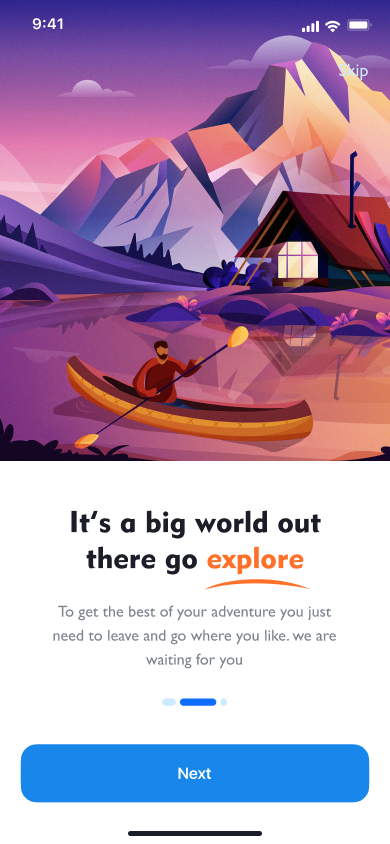 9:41
Skip
It's a big world out
there go explore
To get the best of your adventure you just
need to leave and go where you like. we are
waiting for you
Next